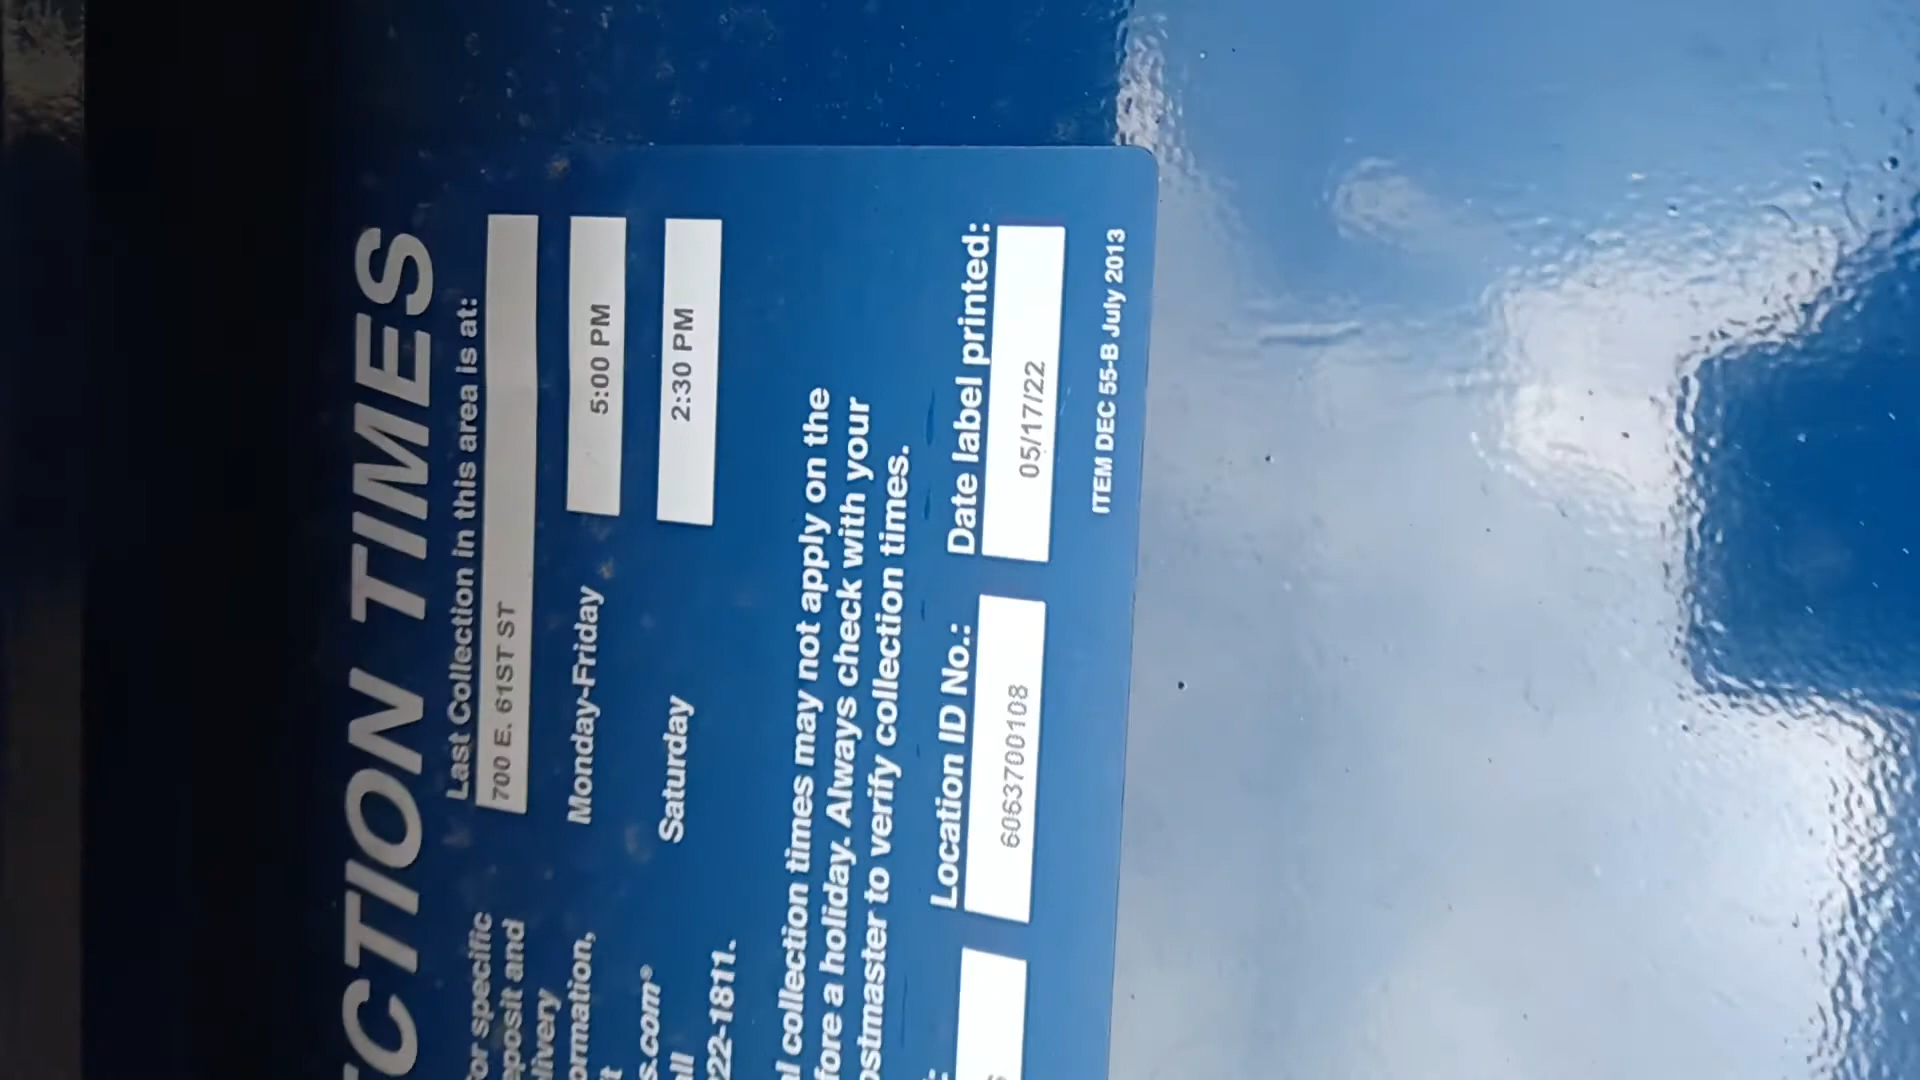 CTION TIMES
Last Collection in this area is at:
700 E. 61ST ST
Monday-Friday 5:00 PM
Saturday 2:30 PM
or specific
eposit and
livery
ormation,
it
s.com®
all
22-1811.
al collection times may not apply on the
fore a holiday. Always check with your
ostmaster to verify collection times.
Location ID No.: Date label printed:
6063700108 05/17/22
ITEM DEC 55-B July 2013